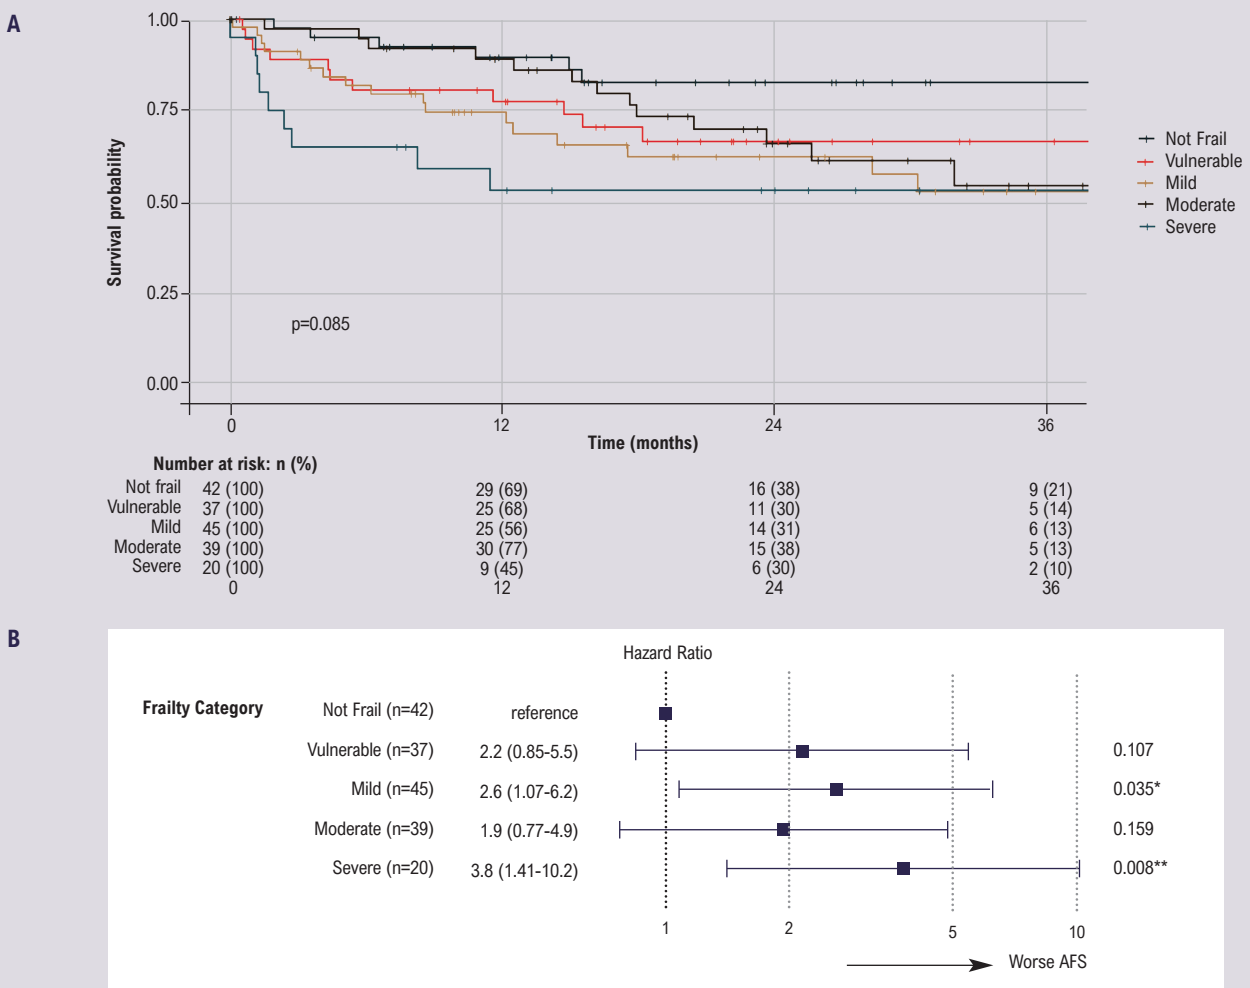 A
1.00
0.75
0.50
0.25
0.00
Survival probability
p=0.085
0 12 24 36
Time (months)
Not Frail
Vulnerable
Mild
Moderate
Severe
Number at risk: n (%)
Not frail 42 (100) 29 (69) 16 (38) 9 (21)
Vulnerable 37 (100) 25 (68) 11 (30) 5 (14)
Mild 45 (100) 25 (56) 14 (31) 6 (13)
Moderate 39 (100) 30 (77) 15 (38) 5 (13)
Severe 20 (100) 9 (45) 6 (30) 2 (10)
0 12 24 36
B
Hazard Ratio
Frailty Category Not Frail (n=42) reference
Vulnerable (n=37) 2.2 (0.85-5.5) 0.107
Mild (n=45) 2.6 (1.07-6.2) 0.035*
Moderate (n=39) 1.9 (0.77-4.9) 0.159
Severe (n=20) 3.8 (1.41-10.2) 0.008**
1 2 5 10
Worse AFS